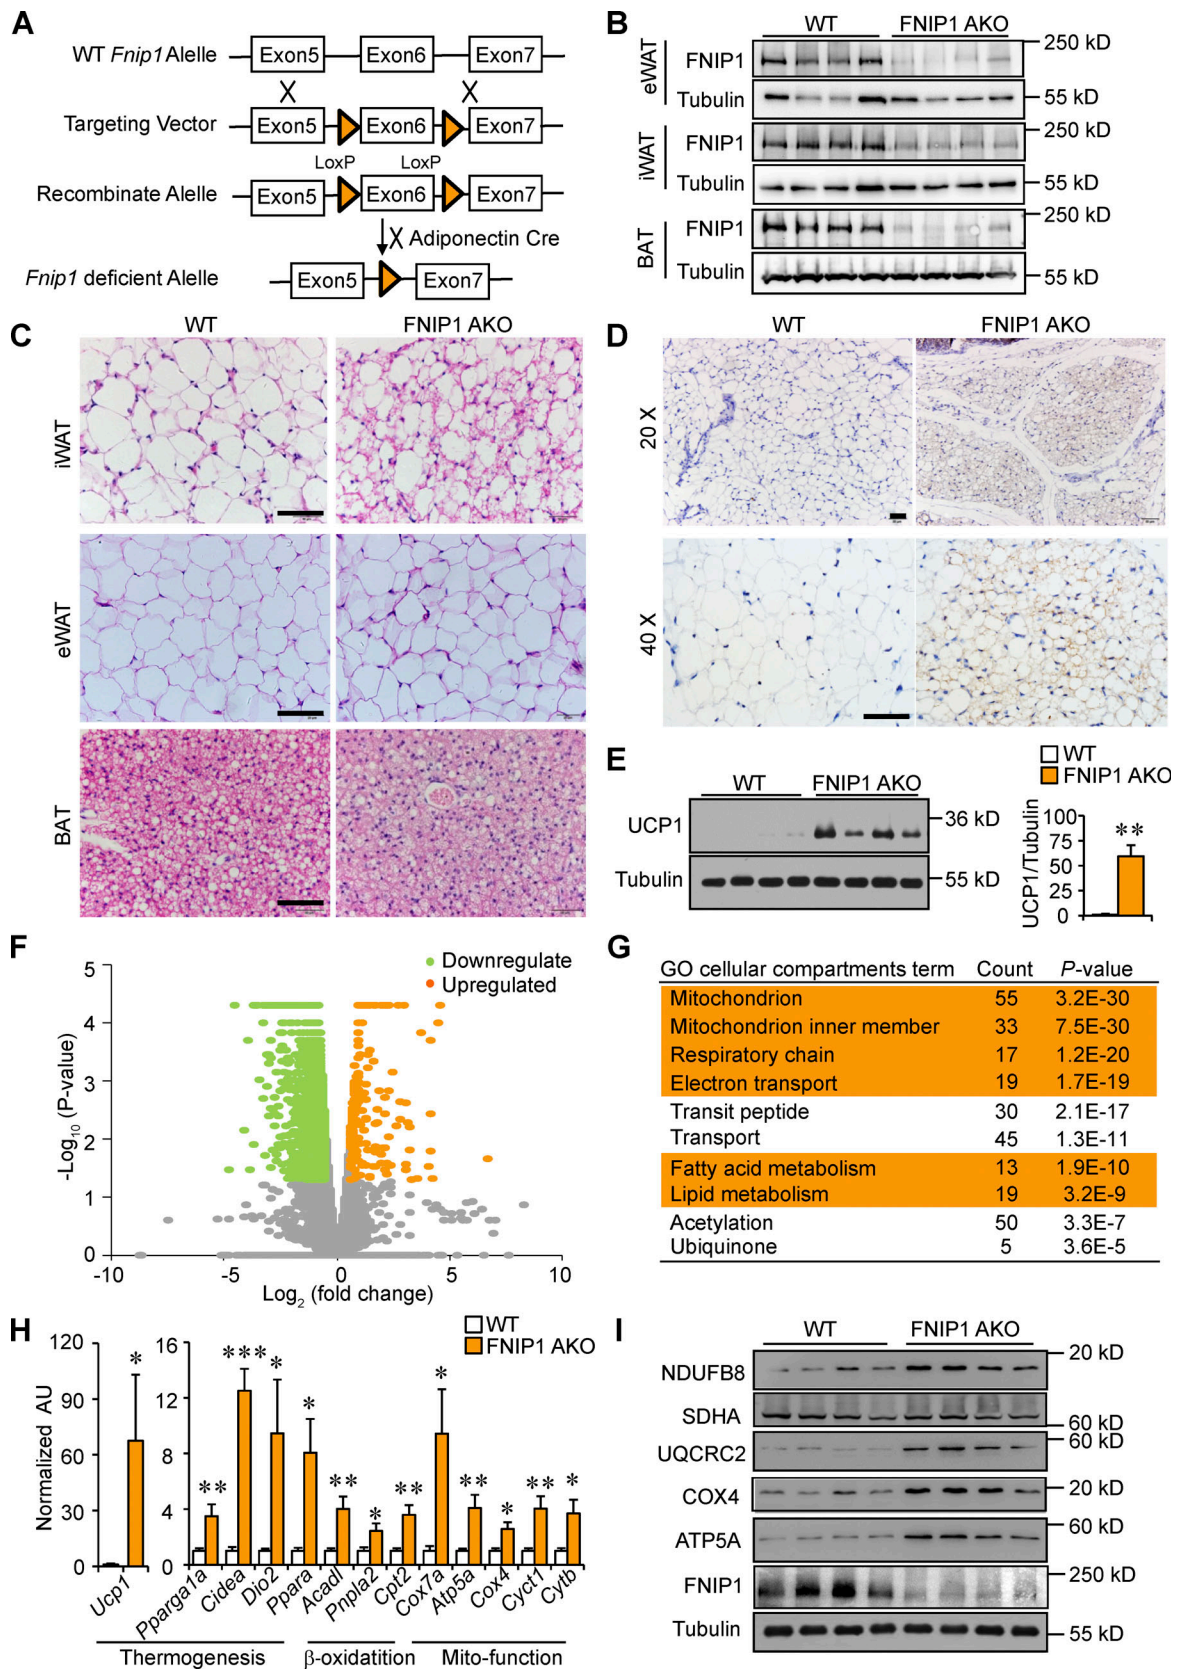 A
WT Fnip1 Alelle
Exon5
Exon6
Exon7
Targeting Vector
Exon5
Exon6
Exon7
LoxP
LoxP
Recombinate Alelle
Exon5
Exon6
Exon7
Adiponectin Cre
Fnip1 deficient Alelle
Exon5
Exon7
B
WT
FNIP1 AKO
eWAT
FNIP1
250 kD
Tubulin
55 kD
iWAT
FNIP1
250 kD
Tubulin
55 kD
BAT
FNIP1
250 kD
Tubulin
55 kD
C
WT
FNIP1 AKO
iWAT
eWAT
BAT
D
WT
FNIP1 AKO
20 X
40 X
E
WT
FNIP1 AKO
UCP1
36 kD
Tubulin
55 kD
WT
FNIP1 AKO
UCP1/Tubulin
100
75
50
25
0
**
F
Downregulate
Upregulated
-Log10 (P-value)
5
4
3
2
1
0
-10
-5
0
5
10
Log2 (fold change)
G
GO cellular compartments term Count P-value
Mitochondrion 55 3.2E-30
Mitochondrion inner member 33 7.5E-30
Respiratory chain 17 1.2E-20
Electron transport 19 1.7E-19
Transit peptide 30 2.1E-17
Transport 45 1.3E-11
Fatty acid metabolism 13 1.9E-10
Lipid metabolism 19 3.2E-9
Acetylation 50 3.3E-7
Ubiquinone 5 3.6E-5
H
WT
FNIP1 AKO
Normalized AU
120
90
60
30
0
16
12
8
4
0
*
**
***
*
*
**
*
**
*
**
*
**
*
Ucp1
Pparga1a
Cidea
Dio2
Ppara
Acadl
Pnpla2
Cpt2
Cox7a
Atp5a
Cox4
Cyct1
Cytb
Thermogenesis
β-oxidatition
Mito-function
I
WT
FNIP1 AKO
NDUFB8
20 kD
SDHA
60 kD
UQCRC2
60 kD
COX4
20 kD
ATP5A
60 kD
FNIP1
250 kD
Tubulin
55 kD